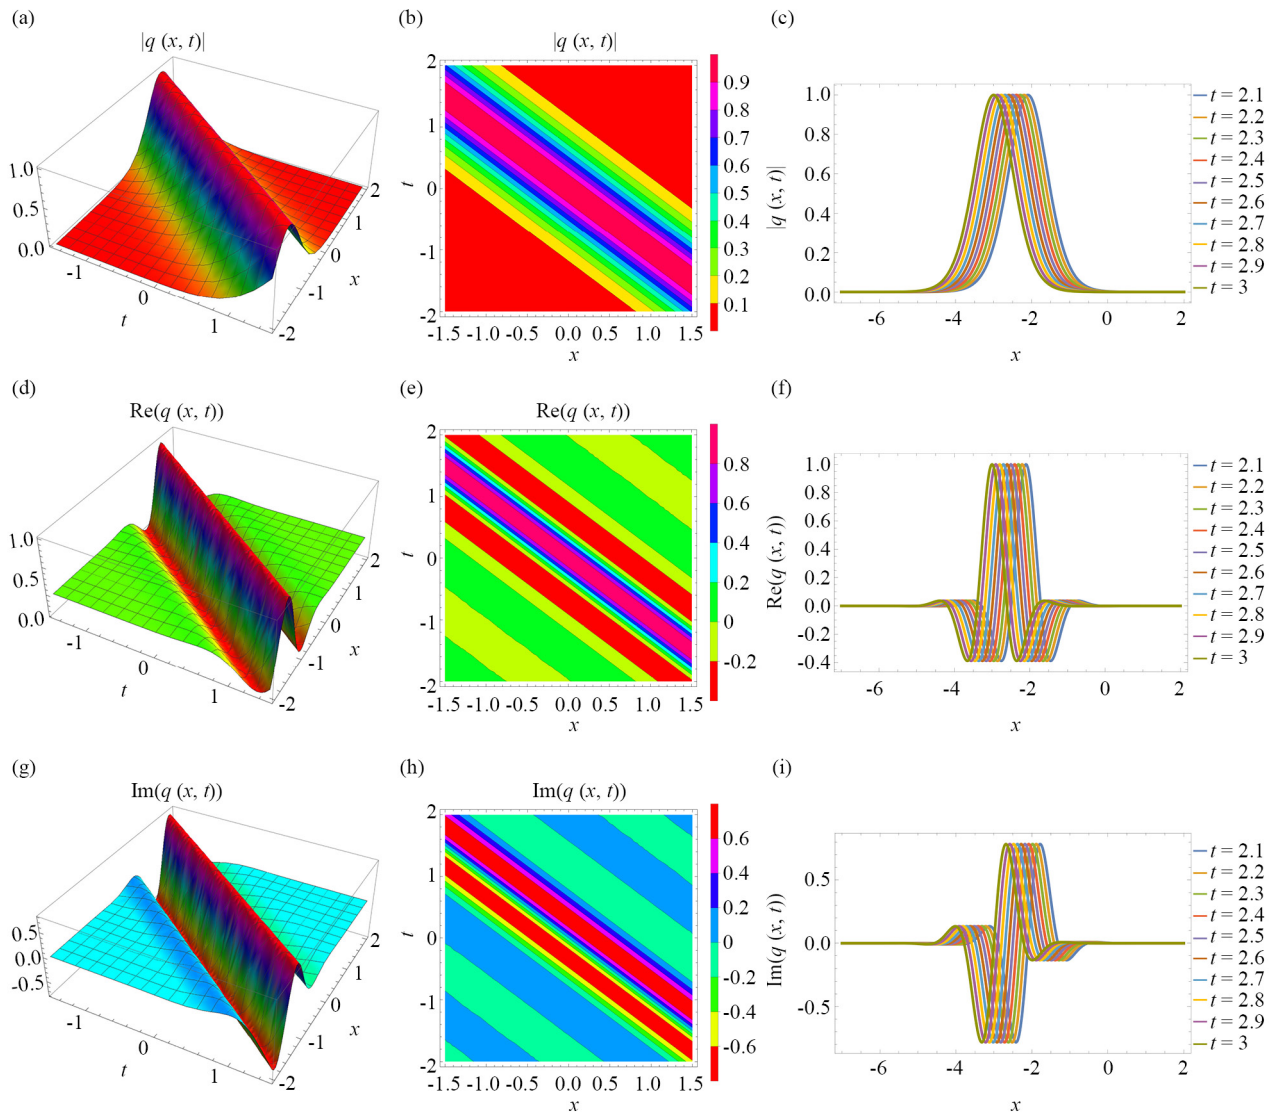 (a)
|q (x, t)|
1.0
0.5
0.0
-1
0
1
t
-2
-1
0
1
2
x
(b)
|q (x, t)|
2
1
0
-1
-2
t
-1.5 -1.0 -0.5 0.0 0.5 1.0 1.5
x
0.9
0.8
0.7
0.6
0.5
0.4
0.3
0.2
0.1
(c)
1.0
0.8
0.6
0.4
0.2
0.0
|q (x, t)|
-6 -4 -2 0 2
x
t = 2.1
t = 2.2
t = 2.3
t = 2.4
t = 2.5
t = 2.6
t = 2.7
t = 2.8
t = 2.9
t = 3
(d)
Re(q (x, t))
1.0
0.5
0.0
-1
0
1
t
-2
-1
0
1
2
x
(e)
Re(q (x, t))
2
1
0
-1
-2
t
-1.5 -1.0 -0.5 0.0 0.5 1.0 1.5
x
0.8
0.6
0.4
0.2
0
-0.2
(f)
1.0
0.8
0.6
0.4
0.2
0.0
-0.2
-0.4
Re(q (x, t))
-6 -4 -2 0 2
x
t = 2.1
t = 2.2
t = 2.3
t = 2.4
t = 2.5
t = 2.6
t = 2.7
t = 2.8
t = 2.9
t = 3
(g)
Im(q (x, t))
0.5
0.0
-0.5
-1
0
1
t
-2
-1
0
1
2
x
(h)
Im(q (x, t))
2
1
0
-1
-2
t
-1.5 -1.0 -0.5 0.0 0.5 1.0 1.5
x
0.6
0.4
0.2
0
-0.2
-0.4
-0.6
(i)
0.5
0.0
-0.5
Im(q (x, t))
-6 -4 -2 0 2
x
t = 2.1
t = 2.2
t = 2.3
t = 2.4
t = 2.5
t = 2.6
t = 2.7
t = 2.8
t = 2.9
t = 3